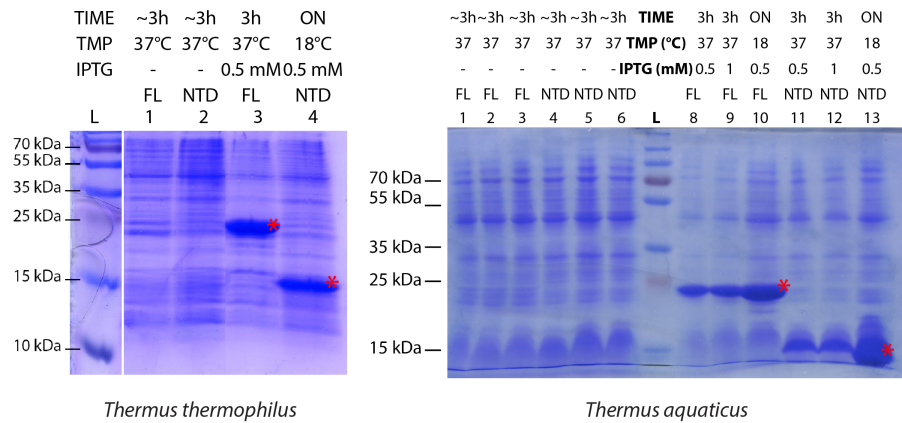 TIME ~3h ~3h 3h ON
TMP 37°C 37°C 37°C 18°C
IPTG - - 0.5 mM 0.5 mM
FL NTD FL NTD
L 1 2 3 4
70 kDa
55 kDa
35 kDa
25 kDa
15 kDa
10 kDa
*
*
Thermus thermophilus
~3h ~3h ~3h ~3h ~3h ~3h TIME 3h 3h ON 3h 3h ON
37 37 37 37 37 37 TMP (°C) 37 37 18 37 37 18
- - - - - - IPTG (mM) 0.5 1 0.5 0.5 1 0.5
FL FL FL NTD NTD NTD FL FL FL NTD NTD NTD
1 2 3 4 5 6 L 8 9 10 11 12 13
70 kDa
55 kDa
35 kDa
25 kDa
15 kDa
*
*
Thermus aquaticus